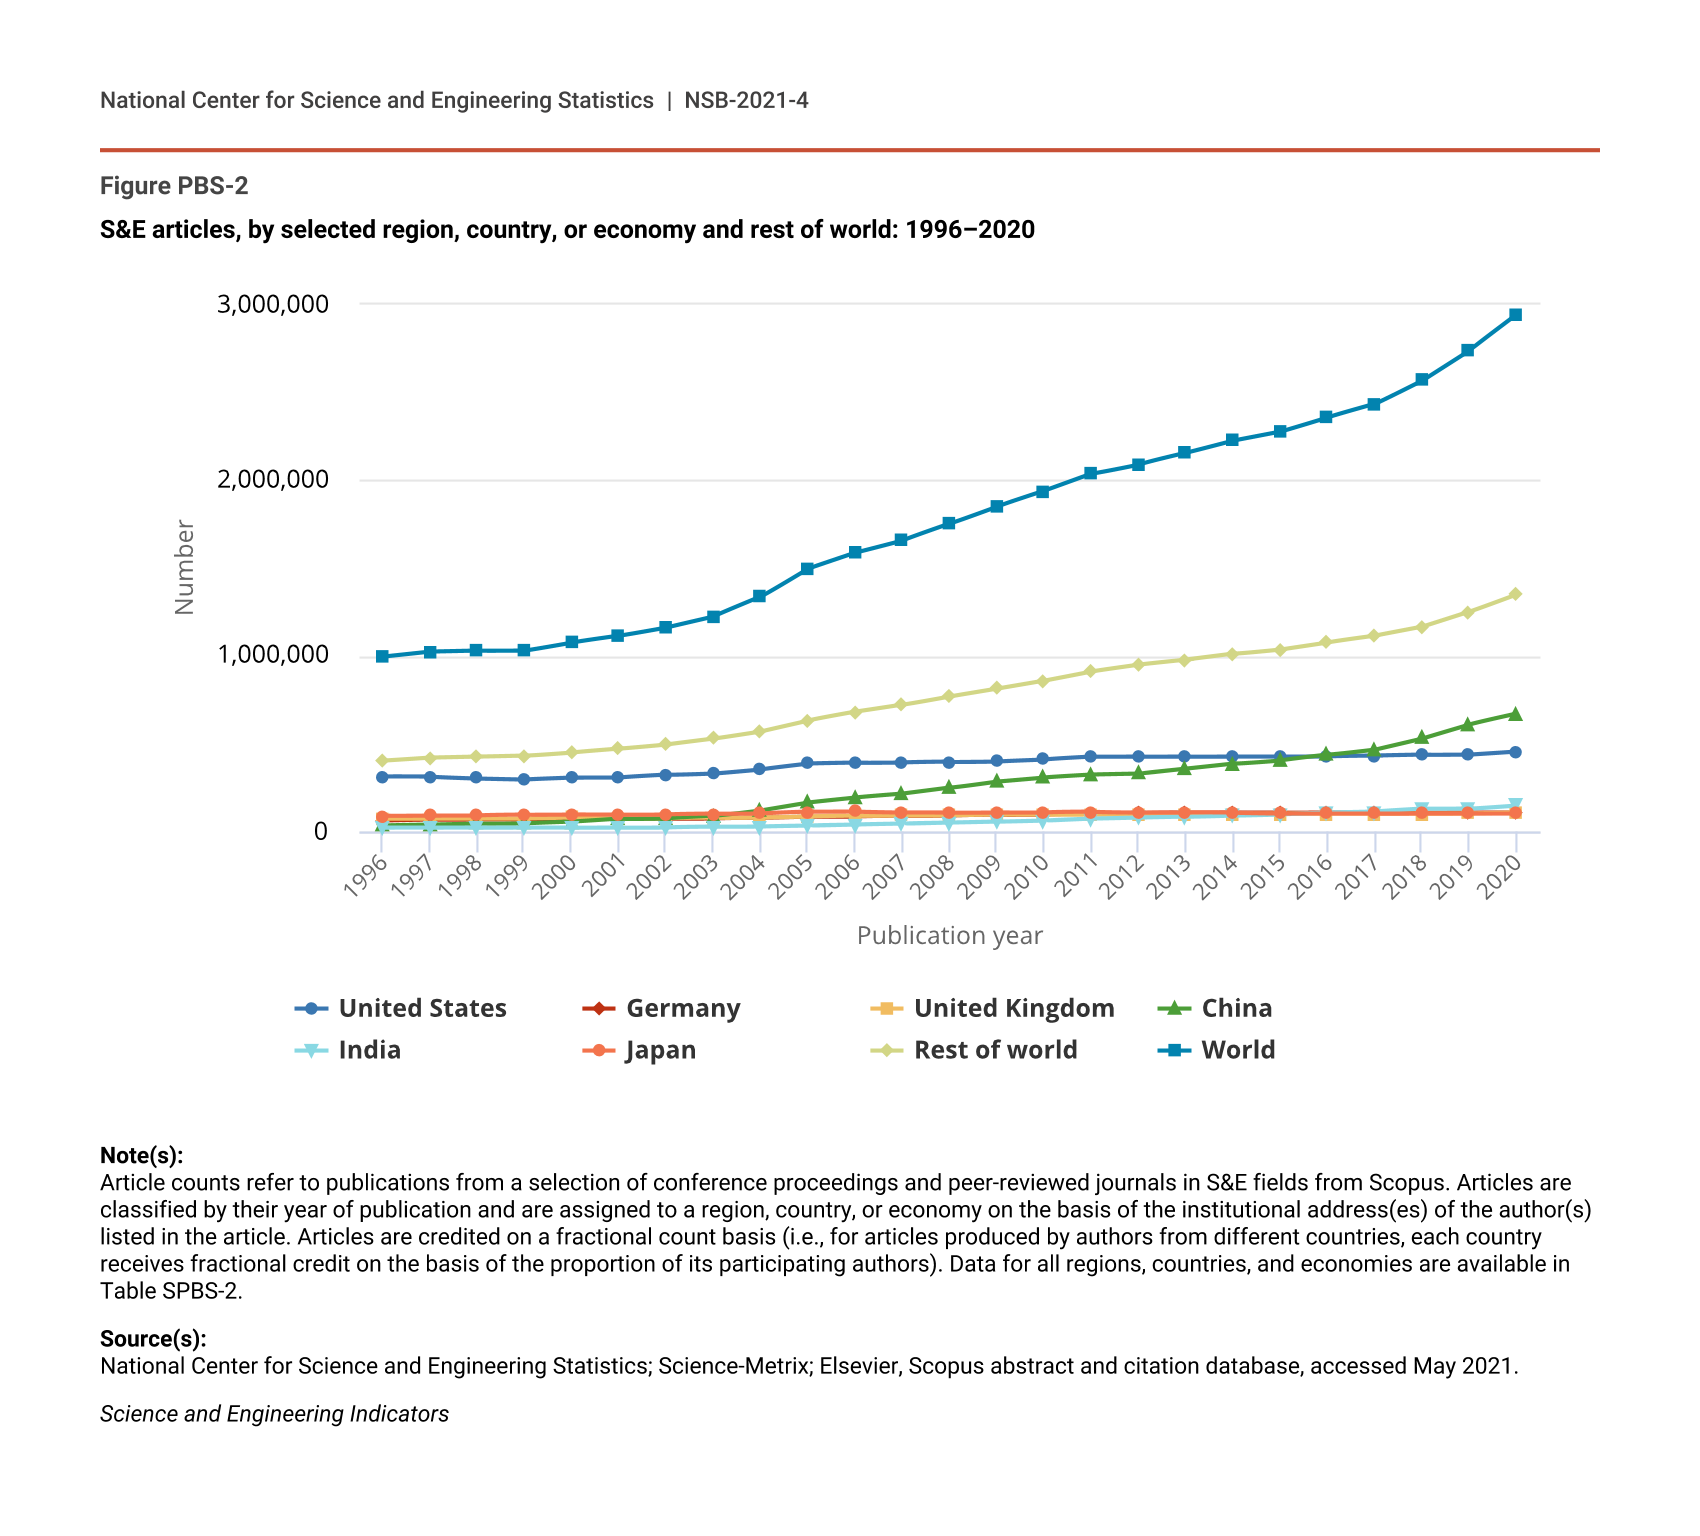 National Center for Science and Engineering Statistics | NSB-2021-4
Figure PBS-2
S&E articles, by selected region, country, or economy and rest of world: 1996–2020
3,000,000
2,000,000
1,000,000
0
Number
1996 1997 1998 1999 2000 2001 2002 2003 2004 2005 2006 2007 2008 2009 2010 2011 2012 2013 2014 2015 2016 2017 2018 2019 2020
Publication year
United States Germany United Kingdom China
India Japan Rest of world World
Note(s):
Article counts refer to publications from a selection of conference proceedings and peer-reviewed journals in S&E fields from Scopus. Articles are
classified by their year of publication and are assigned to a region, country, or economy on the basis of the institutional address(es) of the author(s)
listed in the article. Articles are credited on a fractional count basis (i.e., for articles produced by authors from different countries, each country
receives fractional credit on the basis of the proportion of its participating authors). Data for all regions, countries, and economies are available in
Table SPBS-2.
Source(s):
National Center for Science and Engineering Statistics; Science-Metrix; Elsevier, Scopus abstract and citation database, accessed May 2021.
Science and Engineering Indicators